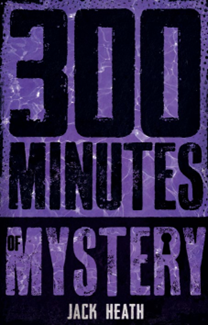 300
MINUTES
OF MYSTERY
JACK HEATH